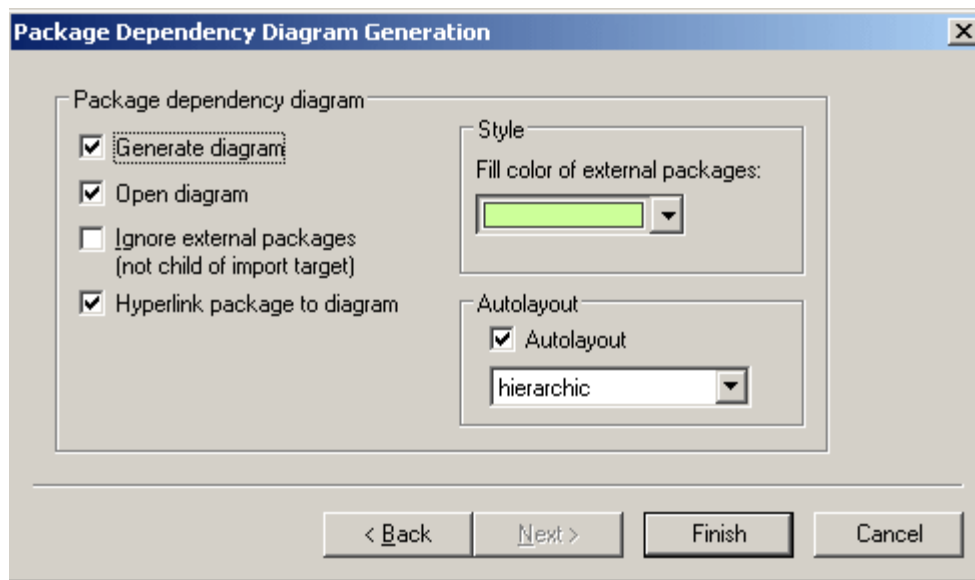 Package Dependency Diagram Generation
Package dependency diagram
Generate diagram
Open diagram
Ignore external packages
(not child of import target)
Hyperlink package to diagram
Style
Fill color of external packages:
Autolayout
Autolayout
hierarchic
< Back
Next >
Finish
Cancel